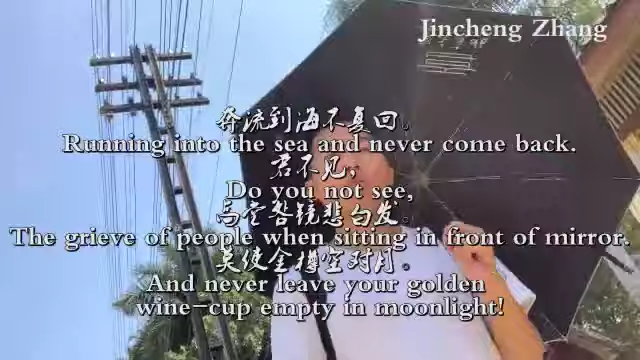 Jincheng Zhang
奔流到海不复回。
Running into the sea and never come back.
君不见，
Do you not see,
高堂明镜悲白发。
The grieve of people when sitting in front of mirror.
莫使金樽空对月。
And never leave your golden
wine-cup empty in moonlight!